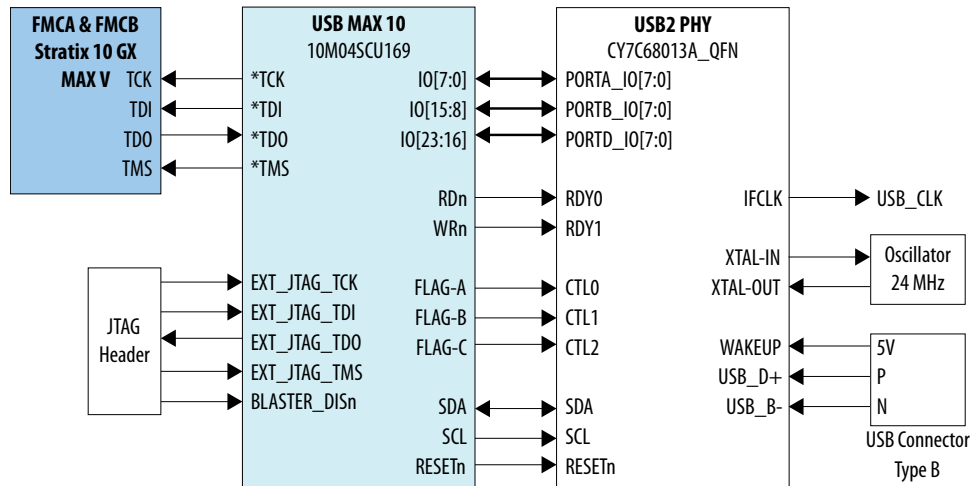 FMCA & FMCB
Stratix 10 GX
MAX V
TCK
TDI
TDO
TMS
USB MAX 10
10M04SCU169
*TCK
*TDI
*TDO
*TMS
IO[7:0]
IO[15:8]
IO[23:16]
RDn
WRn
FLAG-A
FLAG-B
FLAG-C
SDA
SCL
RESETn
JTAG
Header
EXT_JTAG_TCK
EXT_JTAG_TDI
EXT_JTAG_TDO
EXT_JTAG_TMS
BLASTER_DISn
USB2 PHY
CY7C68013A_QFN
PORTA_IO[7:0]
PORTB_IO[7:0]
PORTD_IO[7:0]
RDY0
RDY1
CTL0
CTL1
CTL2
SDA
SCL
RESETn
IFCLK
USB_CLK
XTAL-IN
XTAL-OUT
Oscillator
24 MHz
WAKEUP
USB_D+
USB_B-
5V
P
N
USB Connector
Type B